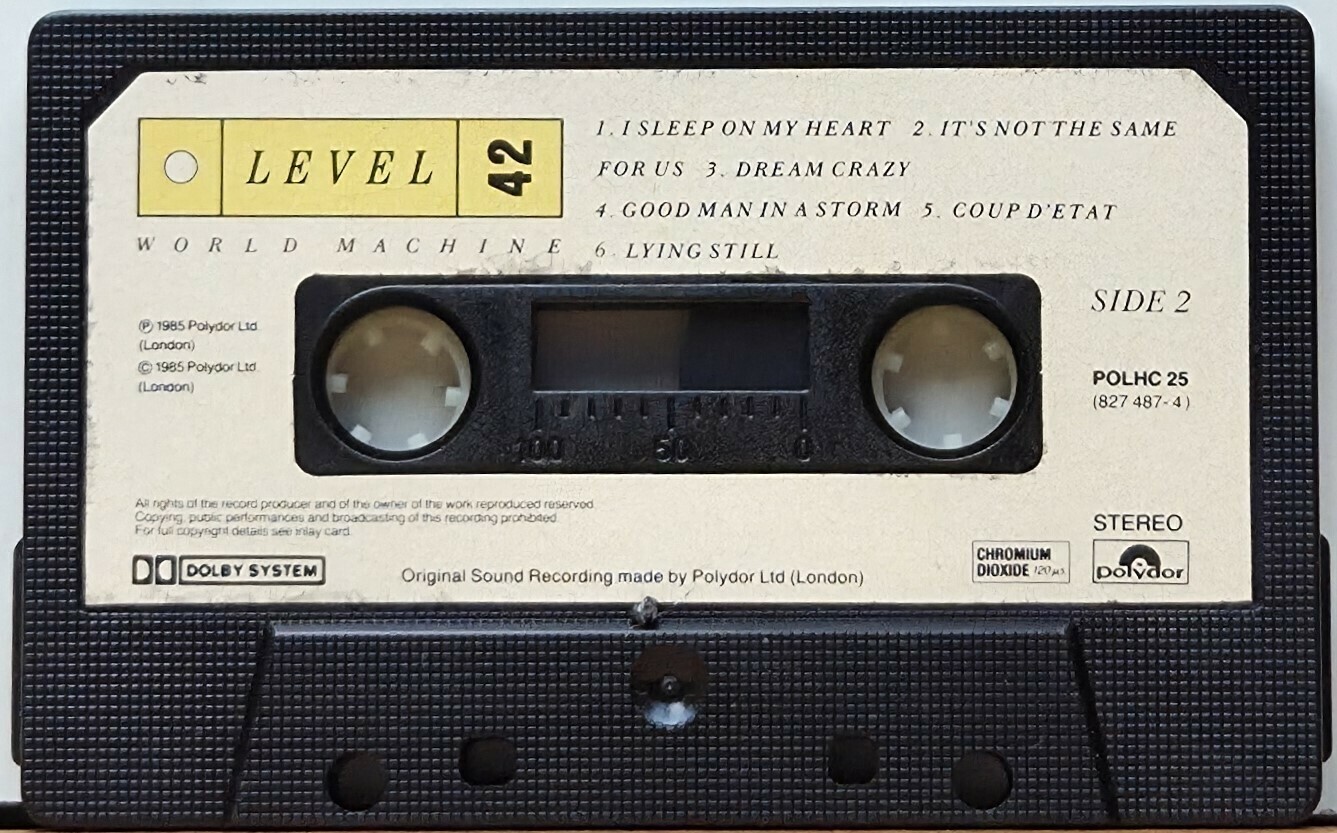 LEVEL 42
WORLD MACHINE
1. I SLEEP ON MY HEART 2. IT'S NOT THE SAME
FOR US 3. DREAM CRAZY
4. GOOD MAN IN A STORM 5. COUP D'ETAT
6. LYING STILL
SIDE 2
℗ 1985 Polydor Ltd
(London)
© 1985 Polydor Ltd
(London)
POLHC 25
(827 487-4)
100 50 0
All rights of the record producer and of the owner of the work reproduced reserved.
Copying, public performances and broadcasting of this recording prohibited.
For full copyright details see inlay card.
STEREO
DOLBY SYSTEM
Original Sound Recording made by Polydor Ltd (London)
CHROMIUM
DIOXIDE 120 µs
polydor